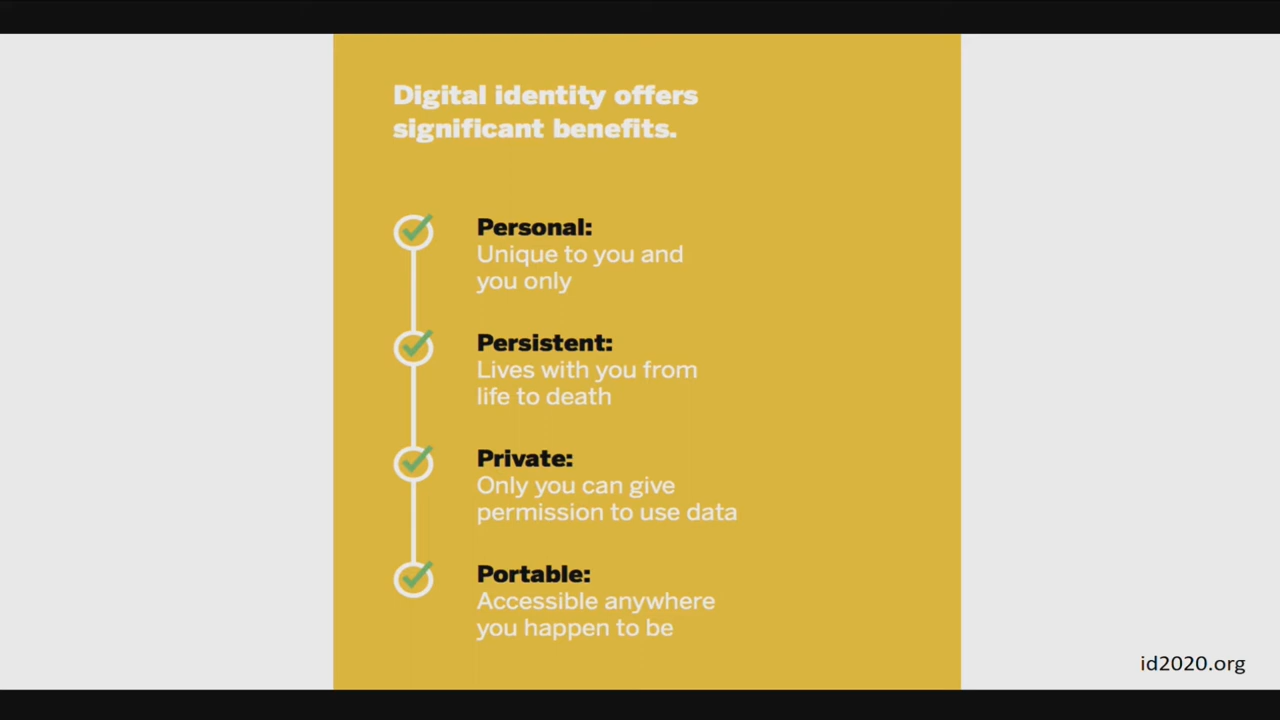 Digital identity offers
significant benefits.
Personal:
Unique to you and
you only
Persistent:
Lives with you from
life to death
Private:
Only you can give
permission to use data
Portable:
Accessible anywhere
you happen to be
id2020.org